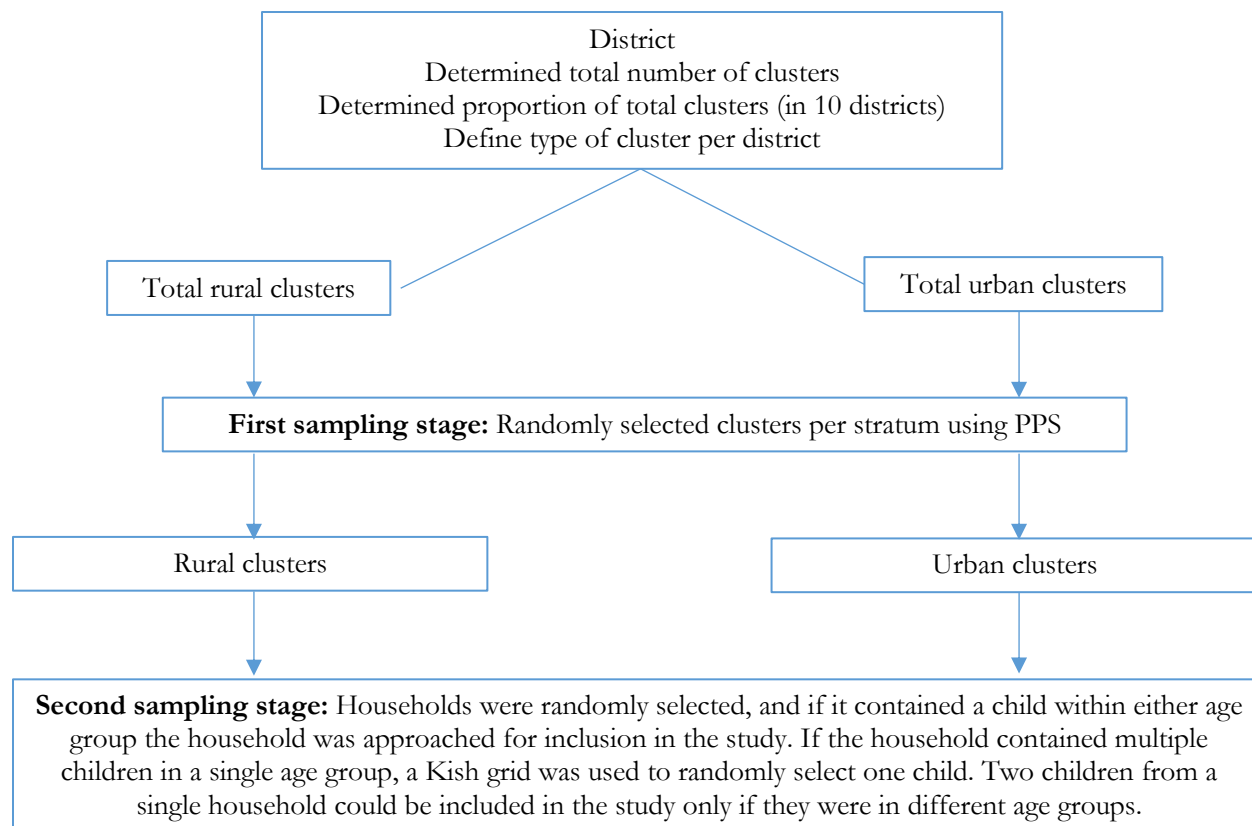 District
Determined total number of clusters
Determined proportion of total clusters (in 10 districts)
Define type of cluster per district
Total rural clusters
Total urban clusters
First sampling stage: Randomly selected clusters per stratum using PPS
Rural clusters
Urban clusters
Second sampling stage: Households were randomly selected, and if it contained a child within either age
group the household was approached for inclusion in the study. If the household contained multiple
children in a single age group, a Kish grid was used to randomly select one child. Two children from a
single household could be included in the study only if they were in different age groups.